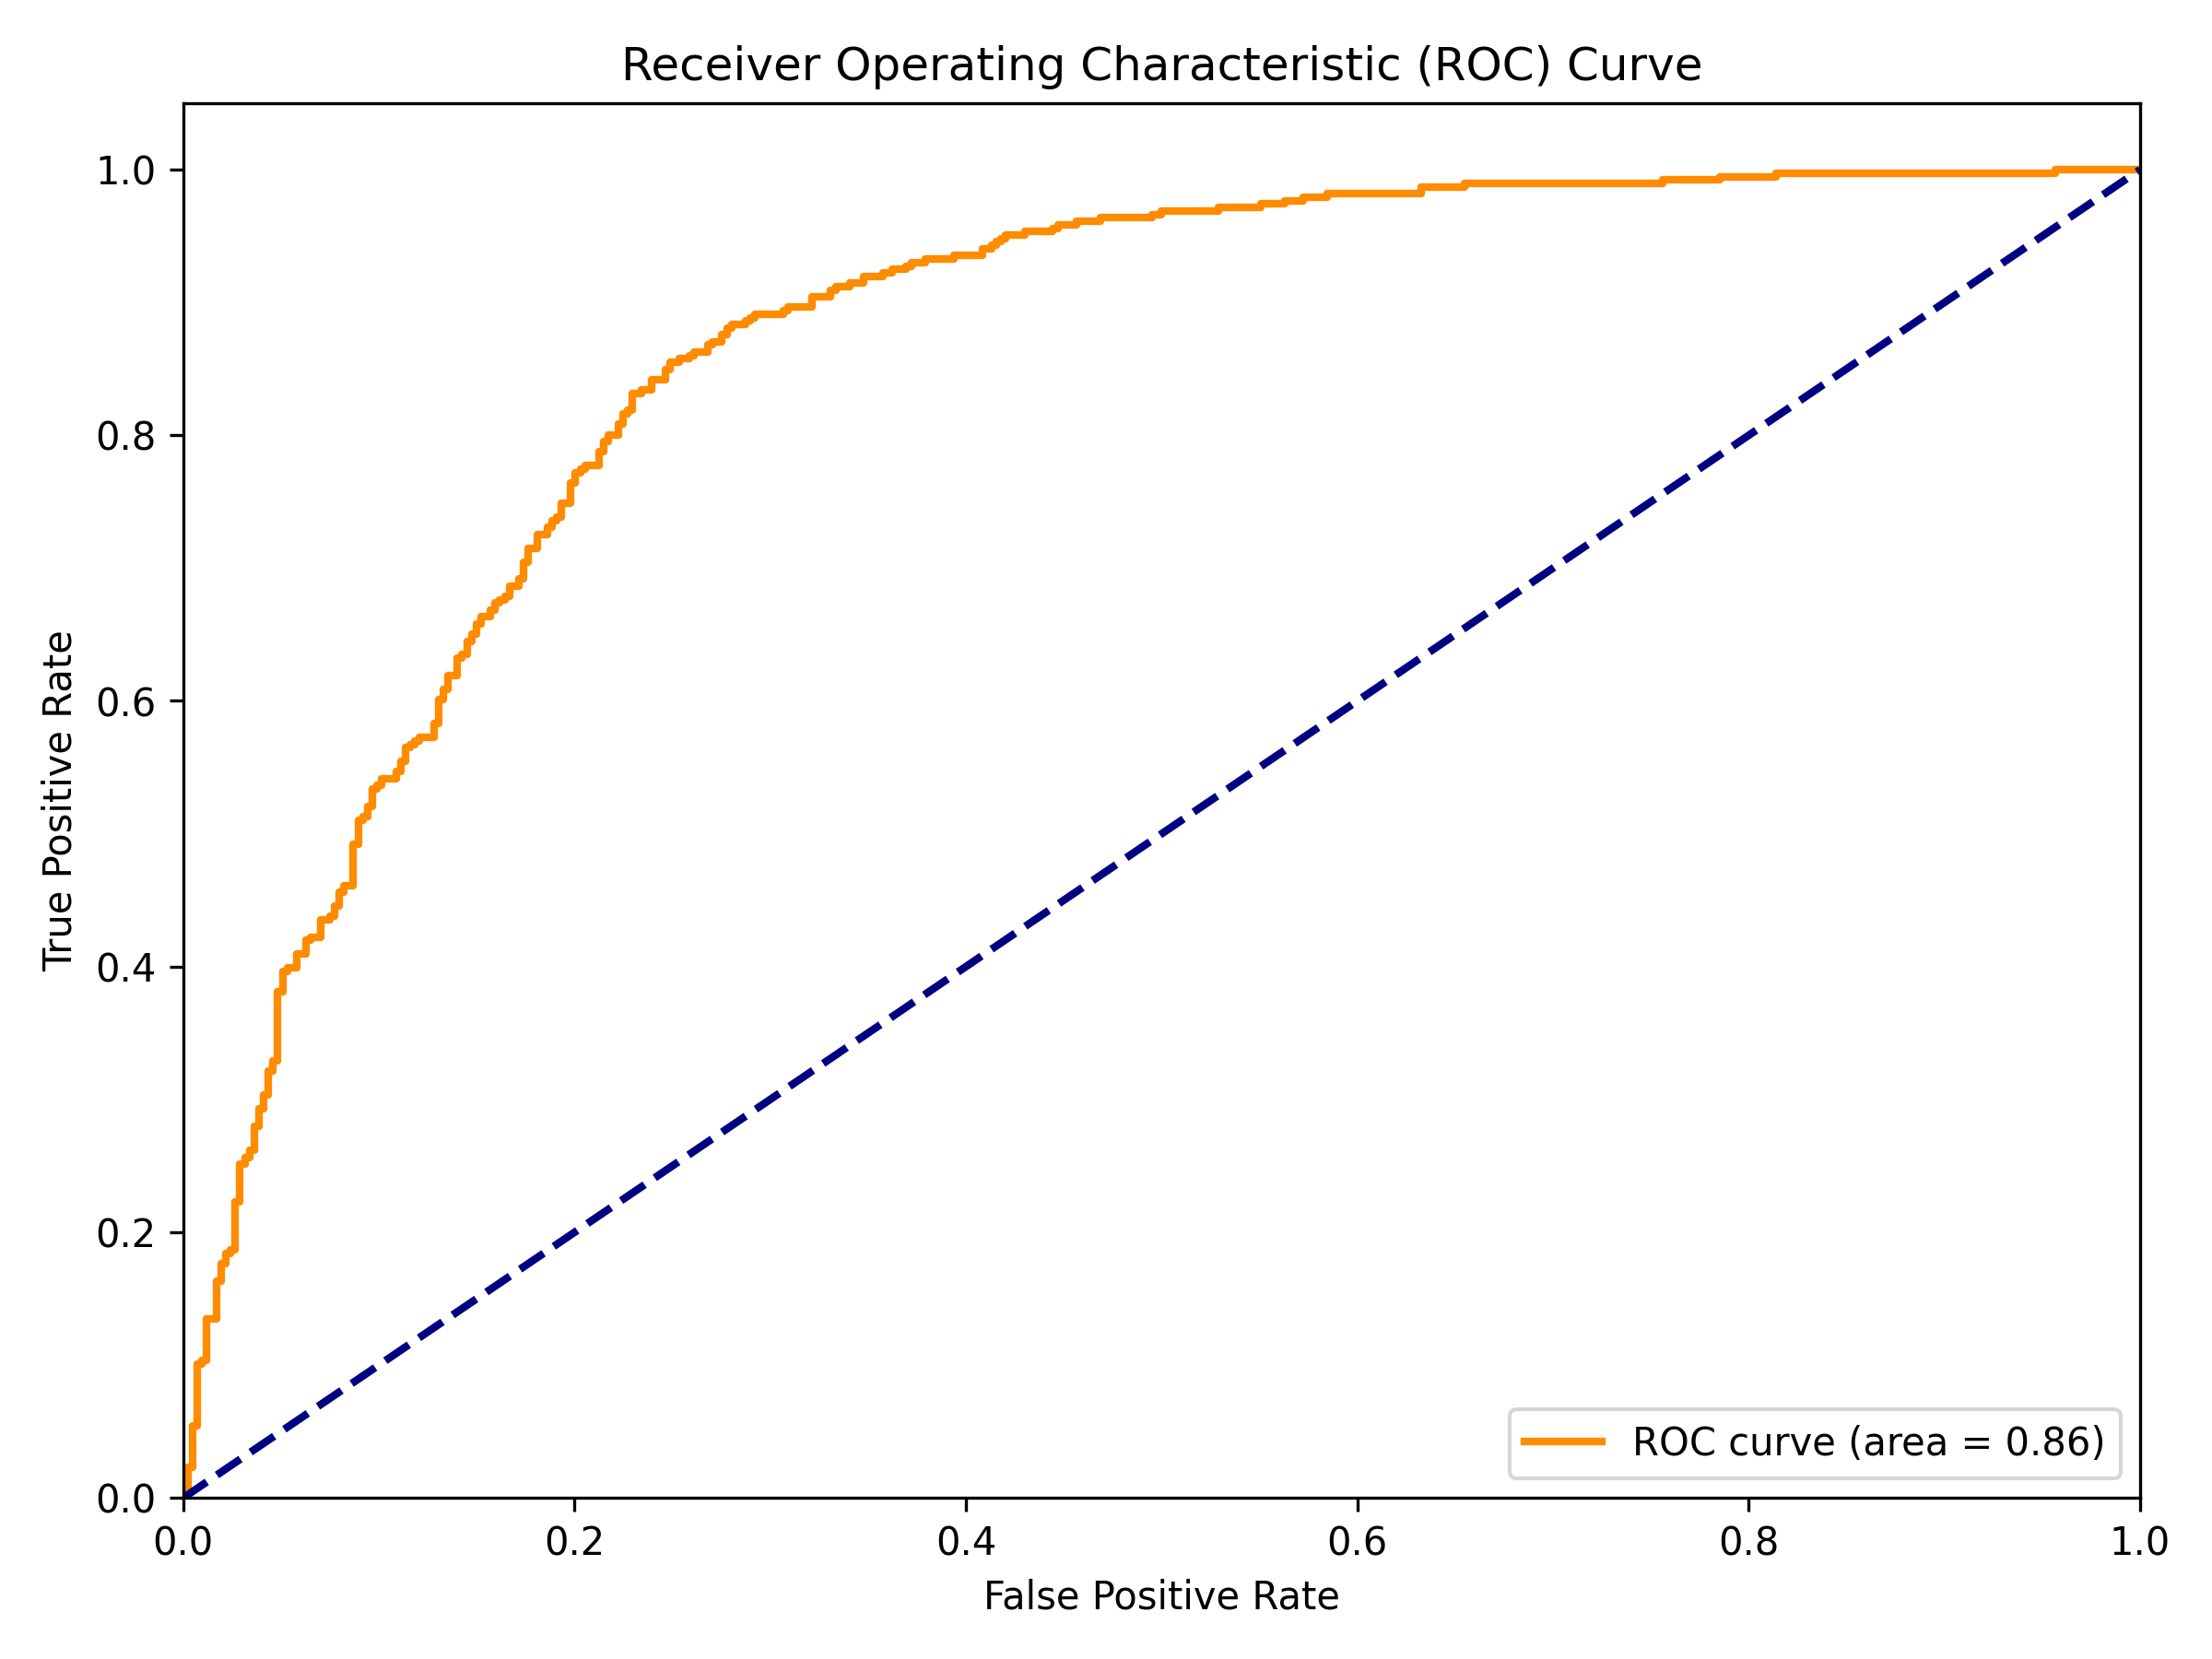 Receiver Operating Characteristic (ROC) Curve
1.0
0.8
0.6
0.4
0.2
0.0
True Positive Rate
ROC curve (area = 0.86)
0.0 0.2 0.4 0.6 0.8 1.0
False Positive Rate